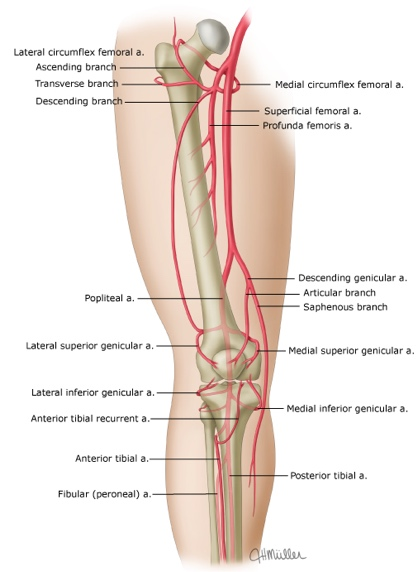 Lateral circumflex femoral a.
Ascending branch
Transverse branch
Descending branch
Medial circumflex femoral a.
Superficial femoral a.
Profunda femoris a.
Descending genicular a.
Articular branch
Saphenous branch
Popliteal a.
Lateral superior genicular a.
Medial superior genicular a.
Lateral inferior genicular a.
Medial inferior genicular a.
Anterior tibial recurrent a.
Anterior tibial a.
Posterior tibial a.
Fibular (peroneal) a.
JHMüller